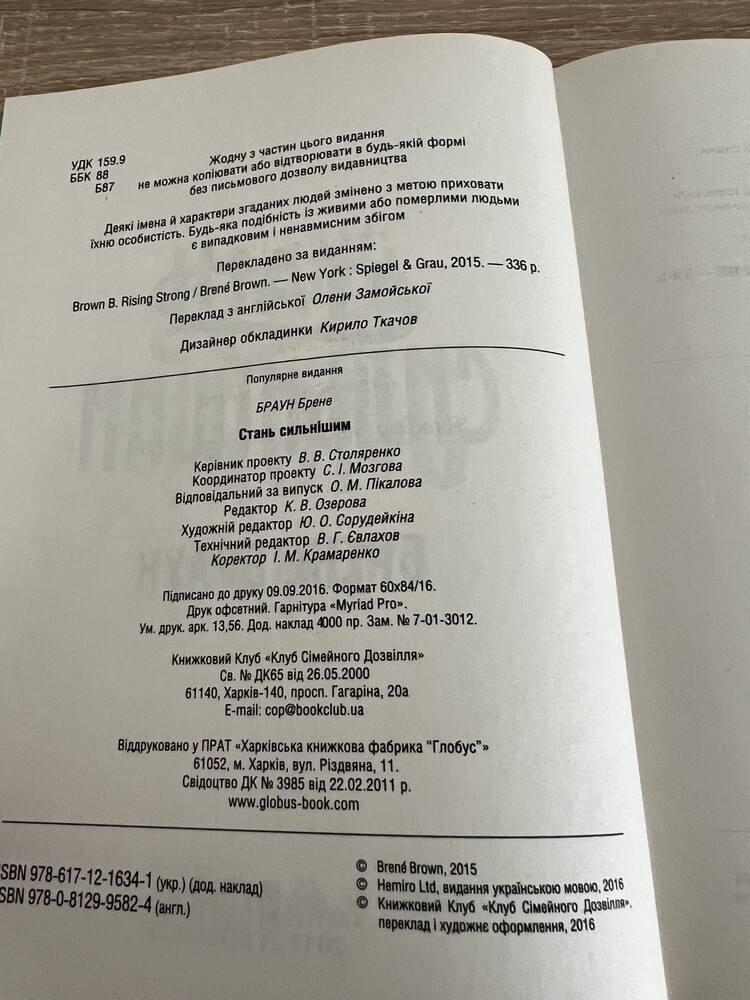 УДК 159.9
ББК 88
Б87
Жодну з частин цього видання
не можна копіювати або відтворювати в будь-якій формі
без письмового дозволу видавництва
Деякі імена й характери згаданих людей змінено з метою приховати
їхню особистість. Будь-яка подібність із живими або померлими людьми
є випадковим і ненавмисним збігом
Перекладено за виданням:
Brown B. Rising Strong / Brené Brown. — New York : Spiegel & Grau, 2015. — 336 p.
Переклад з англійської Олени Замойської
Дизайнер обкладинки Кирило Ткачов
Популярне видання
БРАУН Брене
Стань сильнішим
Керівник проекту В. В. Столяренко
Координатор проекту С. І. Мозгова
Відповідальний за випуск О. М. Пікалова
Редактор К. В. Озерова
Художній редактор Ю. О. Сорудейкіна
Технічний редактор В. Г. Євлахов
Коректор І. М. Крамаренко
Підписано до друку 09.09.2016. Формат 60х84/16.
Друк офсетний. Гарнітура «Myriad Pro».
Ум. друк. арк. 13,56. Дод. наклад 4000 пр. Зам. № 7-01-3012.
Книжковий Клуб «Клуб Сімейного Дозвілля»
Св. № ДК65 від 26.05.2000
61140, Харків-140, просп. Гагаріна, 20а
E-mail: cop@bookclub.ua
Віддруковано у ПРАТ «Харківська книжкова фабрика "Глобус"»
61052, м. Харків, вул. Різдвяна, 11.
Свідоцтво ДК № 3985 від 22.02.2011 р.
www.globus-book.com
SBN 978-617-12-1634-1 (укр.) (дод. наклад)
SBN 978-0-8129-9582-4 (англ.)
© Brené Brown, 2015
© Hemiro Ltd, видання українською мовою, 2016
© Книжковий Клуб «Клуб Сімейного Дозвілля»,
переклад і художнє оформлення, 2016